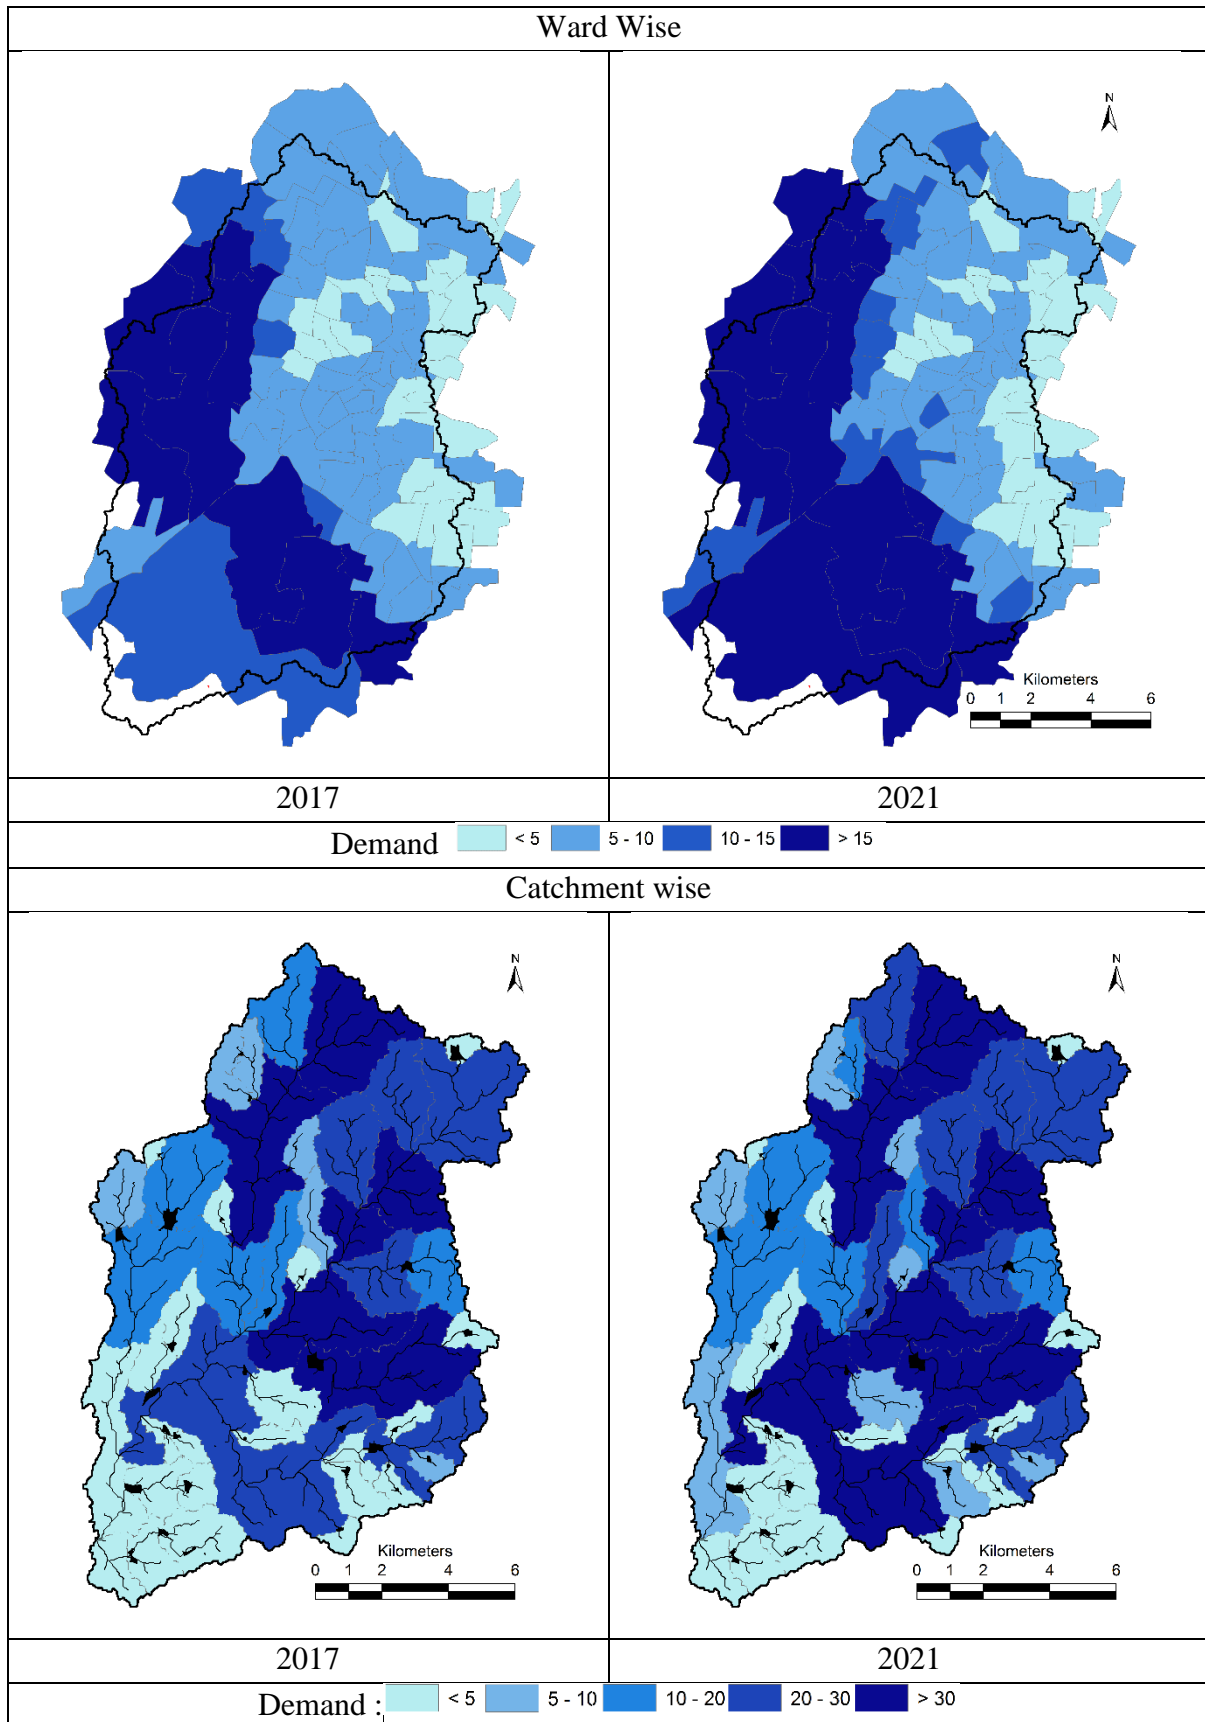 Ward Wise
N
Kilometers
0 1 2 4 6
2017 2021
Demand < 5 5 - 10 10 - 15 > 15
Catchment wise
N N
Kilometers Kilometers
0 1 2 4 6 0 1 2 4 6
2017 2021
Demand : < 5 5 - 10 10 - 20 20 - 30 > 30